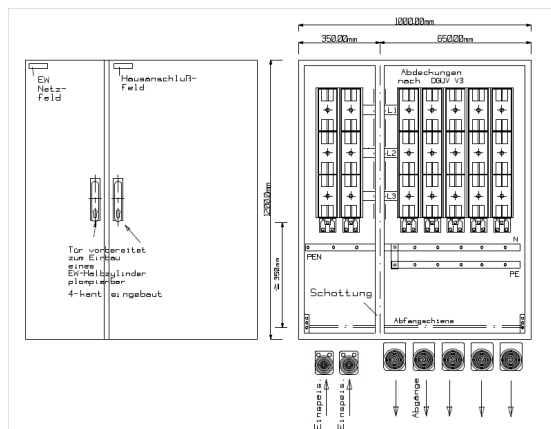 1000.00mm
350.00mm
650.00mm
EW
Netz-
feld
Hausanschluß-
feld
Abdeckungen
nach DGUV V3
L1
L2
L3
1200.00mm
≥ 350mm
Tür vorbereitet
zum Einbau
eines
EW-Halbzylinder
plombierbar
4-kant eingebaut
PEN
N
PE
Schottung
Abfangschiene
Einspeis.
Einspeis.
Abgänge